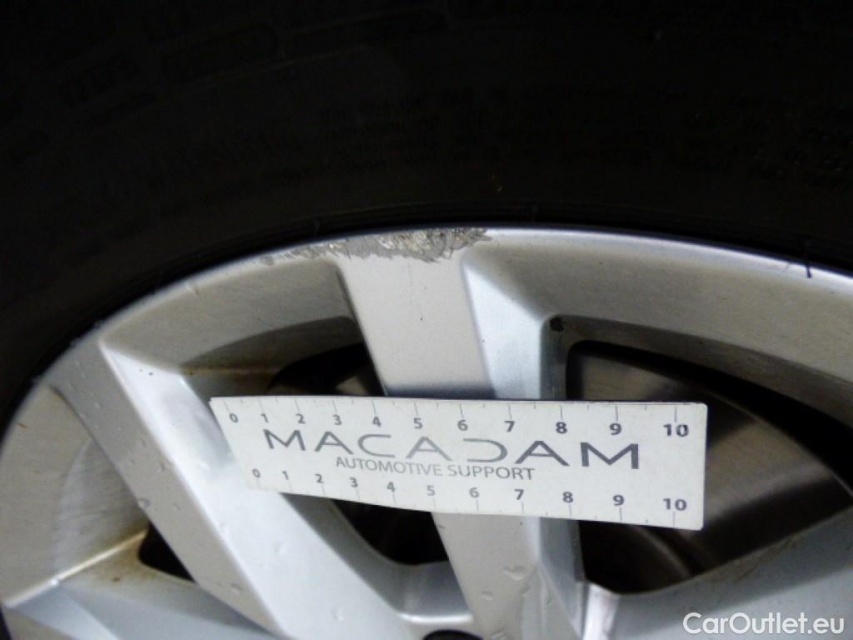 0 1 2 3 4 5 6 7 8 9 10
MACADAM
AUTOMOTIVE SUPPORT
0 1 2 3 4 5 6 7 8 9 10
CarOutlet.eu